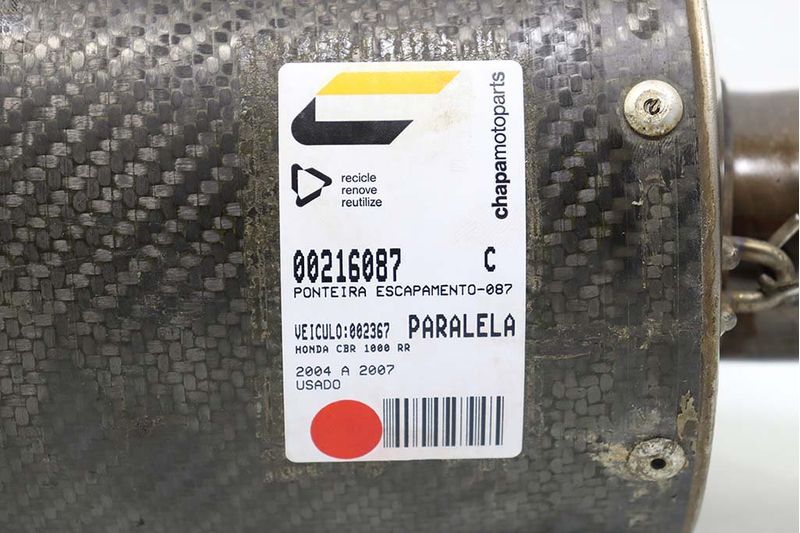 chapamotoparts
recicle
renove
reutilize
00216087 C
PONTEIRA ESCAPAMENTO-087
VEICULO:002367 PARALELA
HONDA CBR 1000 RR
2004 A 2007
USADO